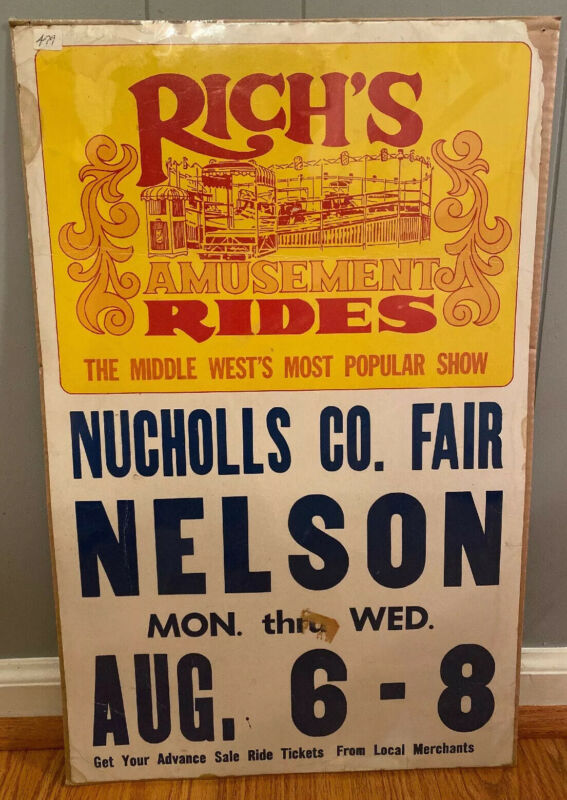 479
RICH'S
AMUSEMENT
RIDES
THE MIDDLE WEST'S MOST POPULAR SHOW
NUCHOLLS CO. FAIR
NELSON
MON. thru WED.
AUG. 6-8
Get Your Advance Sale Ride Tickets From Local Merchants